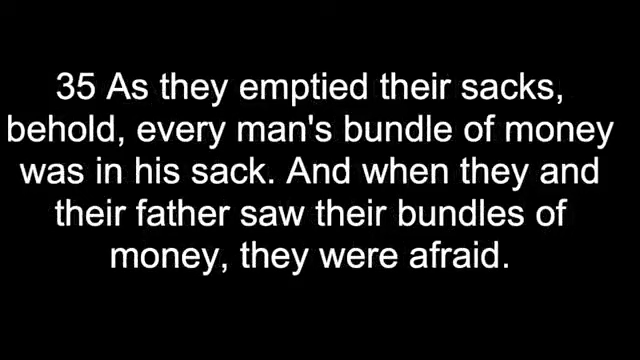 35 As they emptied their sacks,
behold, every man's bundle of money
was in his sack. And when they and
their father saw their bundles of
money, they were afraid.